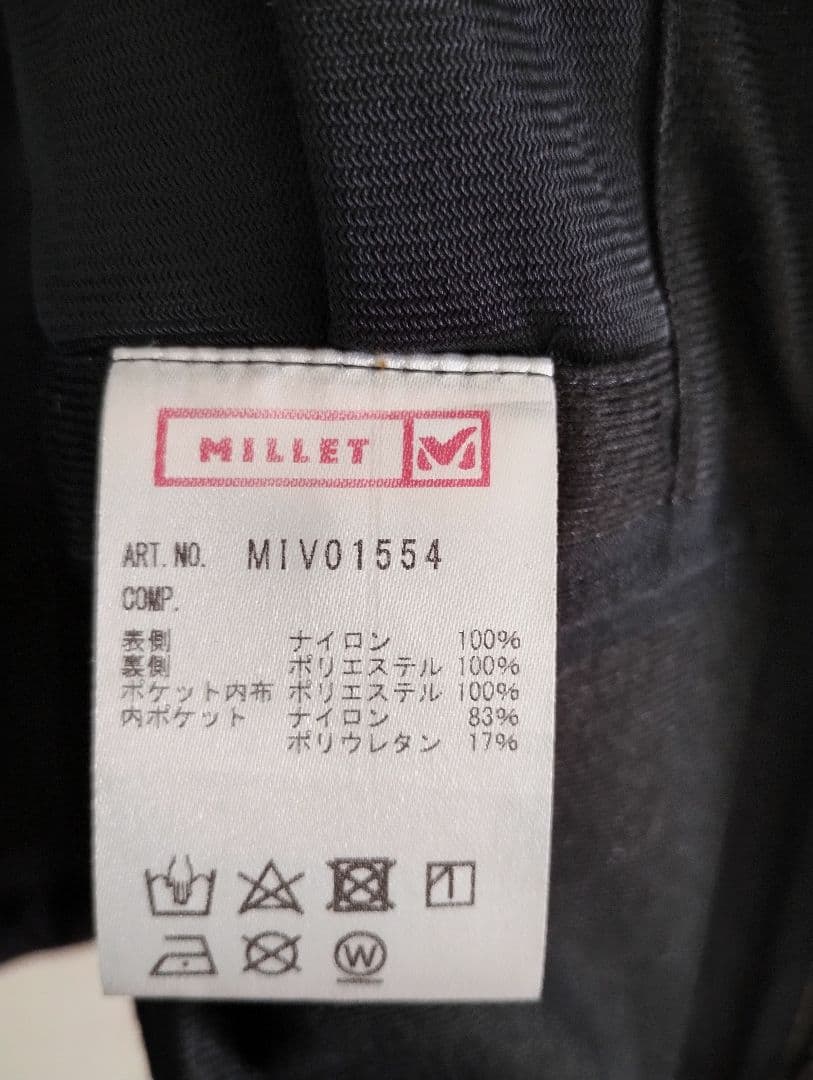 MILLET
ART. NO. MIV01554
COMP.
表側 ナイロン 100%
裏側 ポリエステル 100%
ポケット内布 ポリエステル 100%
内ポケット ナイロン 83%
ポリウレタン 17%
W